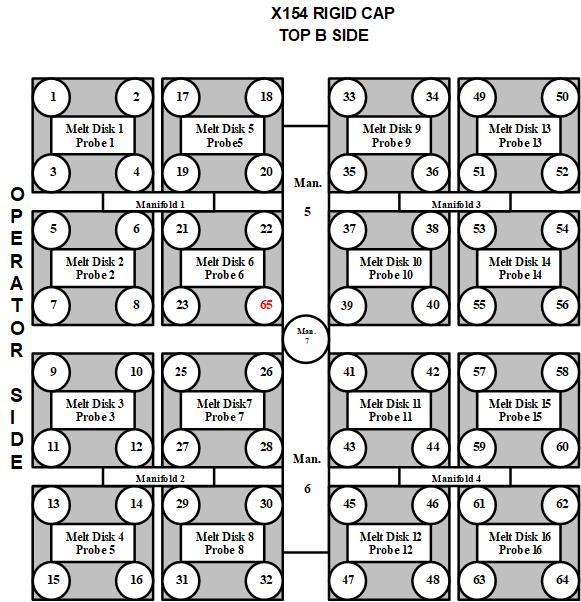 X154 RIGID CAP
TOP B SIDE
OPERATOR SIDE
1 2 17 18 33 34 49 50
Melt Disk 1 Melt Disk 5 Melt Disk 9 Melt Disk 13
Probe 1 Probe5 Probe 9 Probe 13
3 4 19 20 35 36 51 52
Man.
5
Manifold 1 Manifold 3
5 6 21 22 37 38 53 54
Melt Disk 2 Melt Disk 6 Melt Disk 10 Melt Disk 14
Probe 2 Probe 6 Probe 10 Probe 14
7 8 23 65 39 40 55 56
Man.
7
9 10 25 26 41 42 57 58
Melt Disk 3 Melt Disk7 Melt Disk 11 Melt Disk 15
Probe 3 Probe 7 Probe 11 Probe 15
11 12 27 28 43 44 59 60
Man.
6
Manifold 2 Manifold 4
13 14 29 30 45 46 61 62
Melt Disk 4 Melt Disk 8 Melt Disk 12 Melt Disk 16
Probe 5 Probe 8 Probe 12 Probe 16
15 16 31 32 47 48 63 64